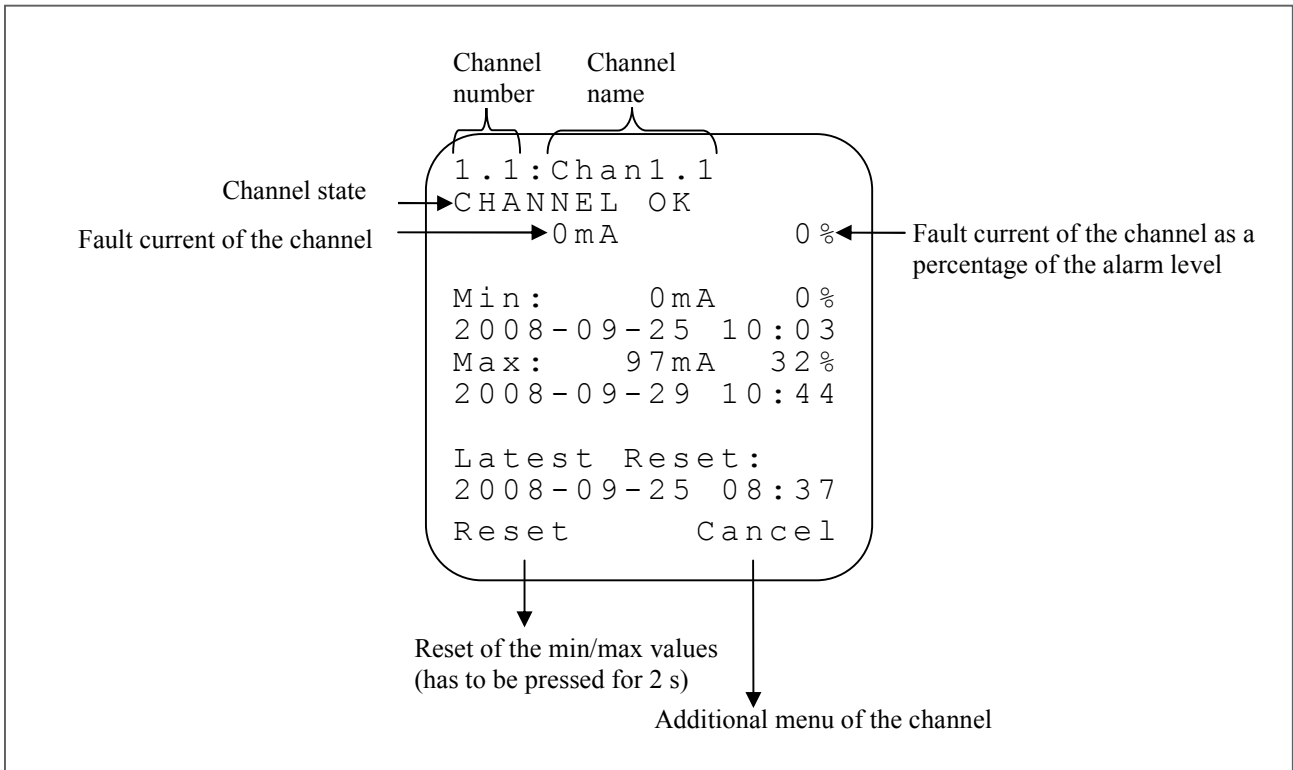 Channel number
Channel name
1.1:Chan1.1
Channel state
CHANNEL OK
Fault current of the channel
0mA 0%
Fault current of the channel as a
percentage of the alarm level
Min: 0mA 0%
2008-09-25 10:03
Max: 97mA 32%
2008-09-29 10:44
Latest Reset:
2008-09-25 08:37
Reset Cancel
Reset of the min/max values
(has to be pressed for 2 s)
Additional menu of the channel